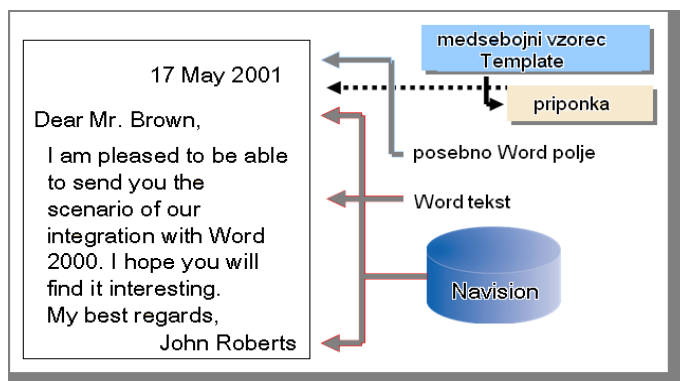 17 May 2001
Dear Mr. Brown,
I am pleased to be able
to send you the
scenario of our
integration with Word
2000. I hope you will
find it interesting.
My best regards,
John Roberts
medsebojni vzorec
Template
priponka
posebno Word polje
Word tekst
Navision